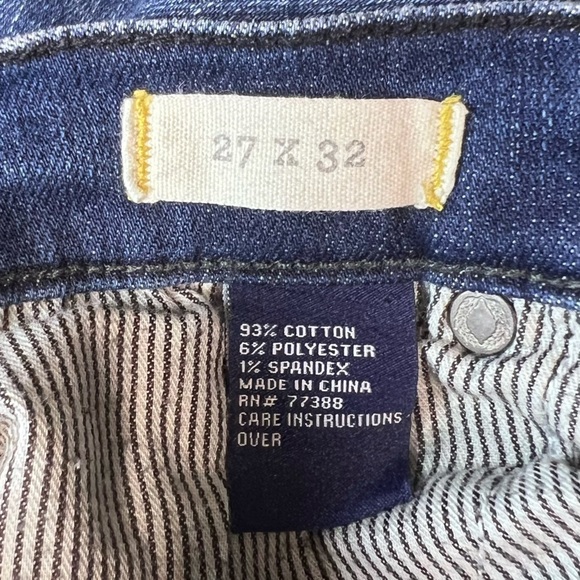 27 X 32
93% COTTON
6% POLYESTER
1% SPANDEX
MADE IN CHINA
RN# 77388
CARE INSTRUCTIONS
OVER